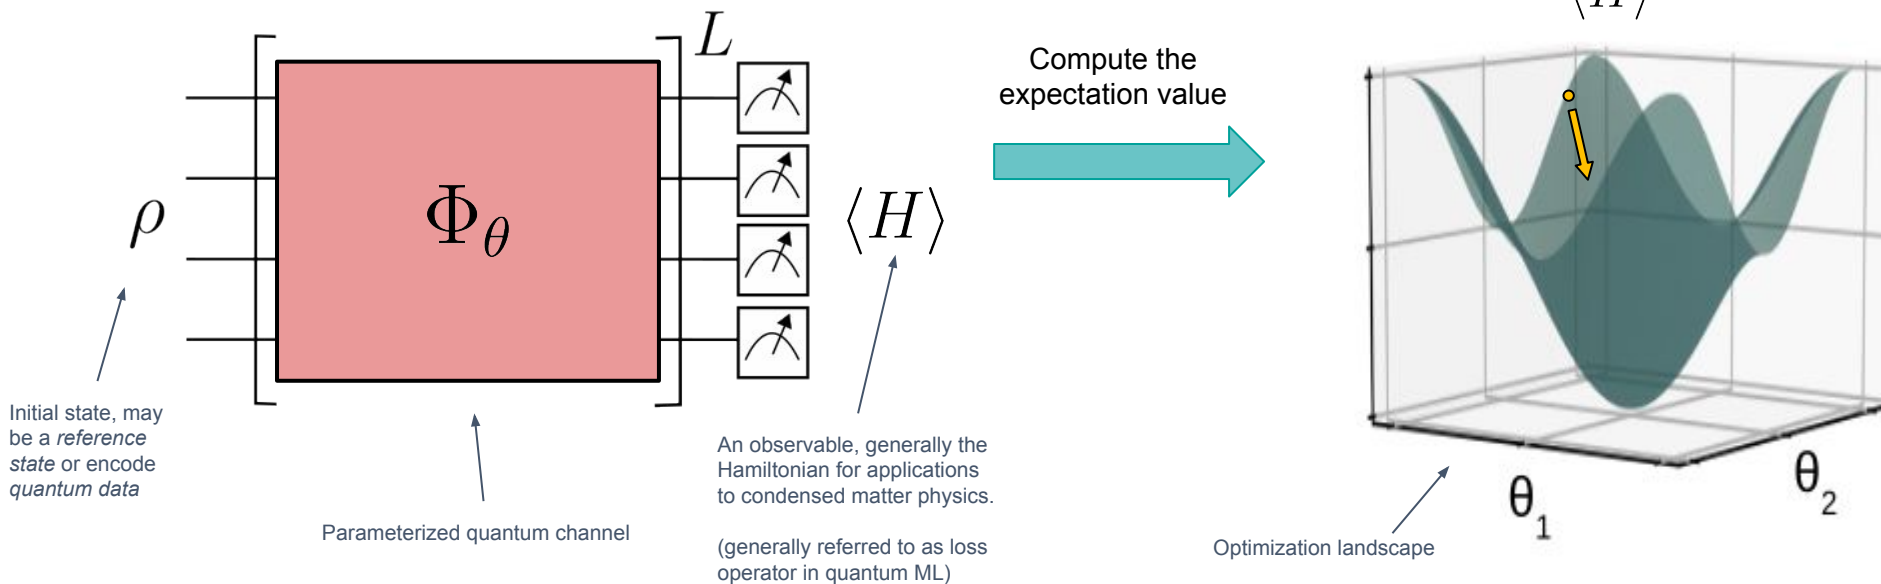 ρ
Φ_θ
L
⟨H⟩
Compute the
expectation value
⟨H⟩
θ₁
θ₂
Initial state, may
be a reference
state or encode
quantum data
Parameterized quantum channel
An observable, generally the
Hamiltonian for applications
to condensed matter physics.
(generally referred to as loss
operator in quantum ML)
Optimization landscape